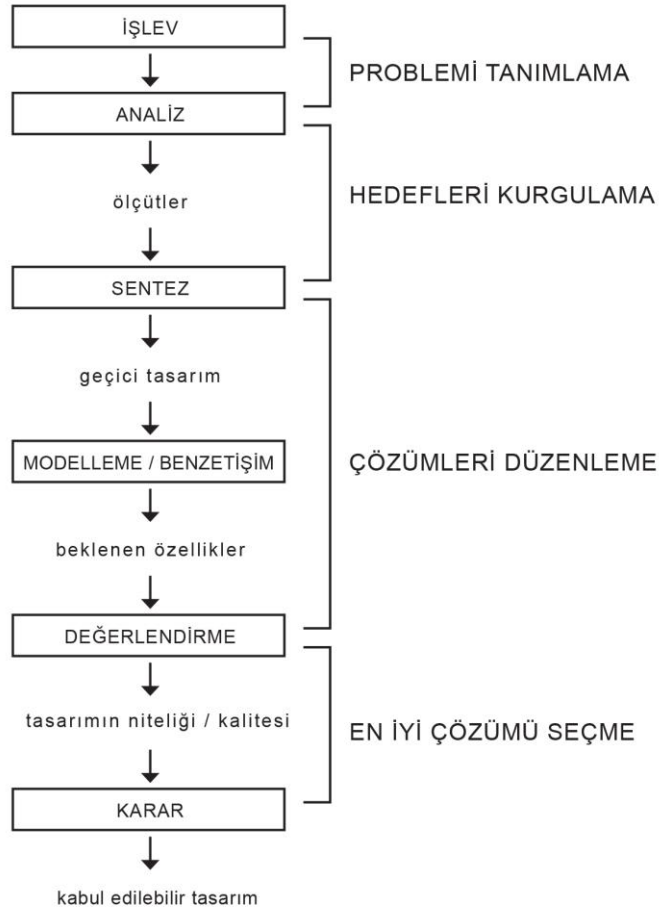 İŞLEV
PROBLEMİ TANIMLAMA
ANALİZ
ölçütler
HEDEFLERİ KURGULAMA
SENTEZ
geçici tasarım
MODELLEME / BENZETİŞİM
ÇÖZÜMLERİ DÜZENLEME
beklenen özellikler
DEĞERLENDİRME
tasarımın niteliği / kalitesi
EN İYİ ÇÖZÜMÜ SEÇME
KARAR
kabul edilebilir tasarım